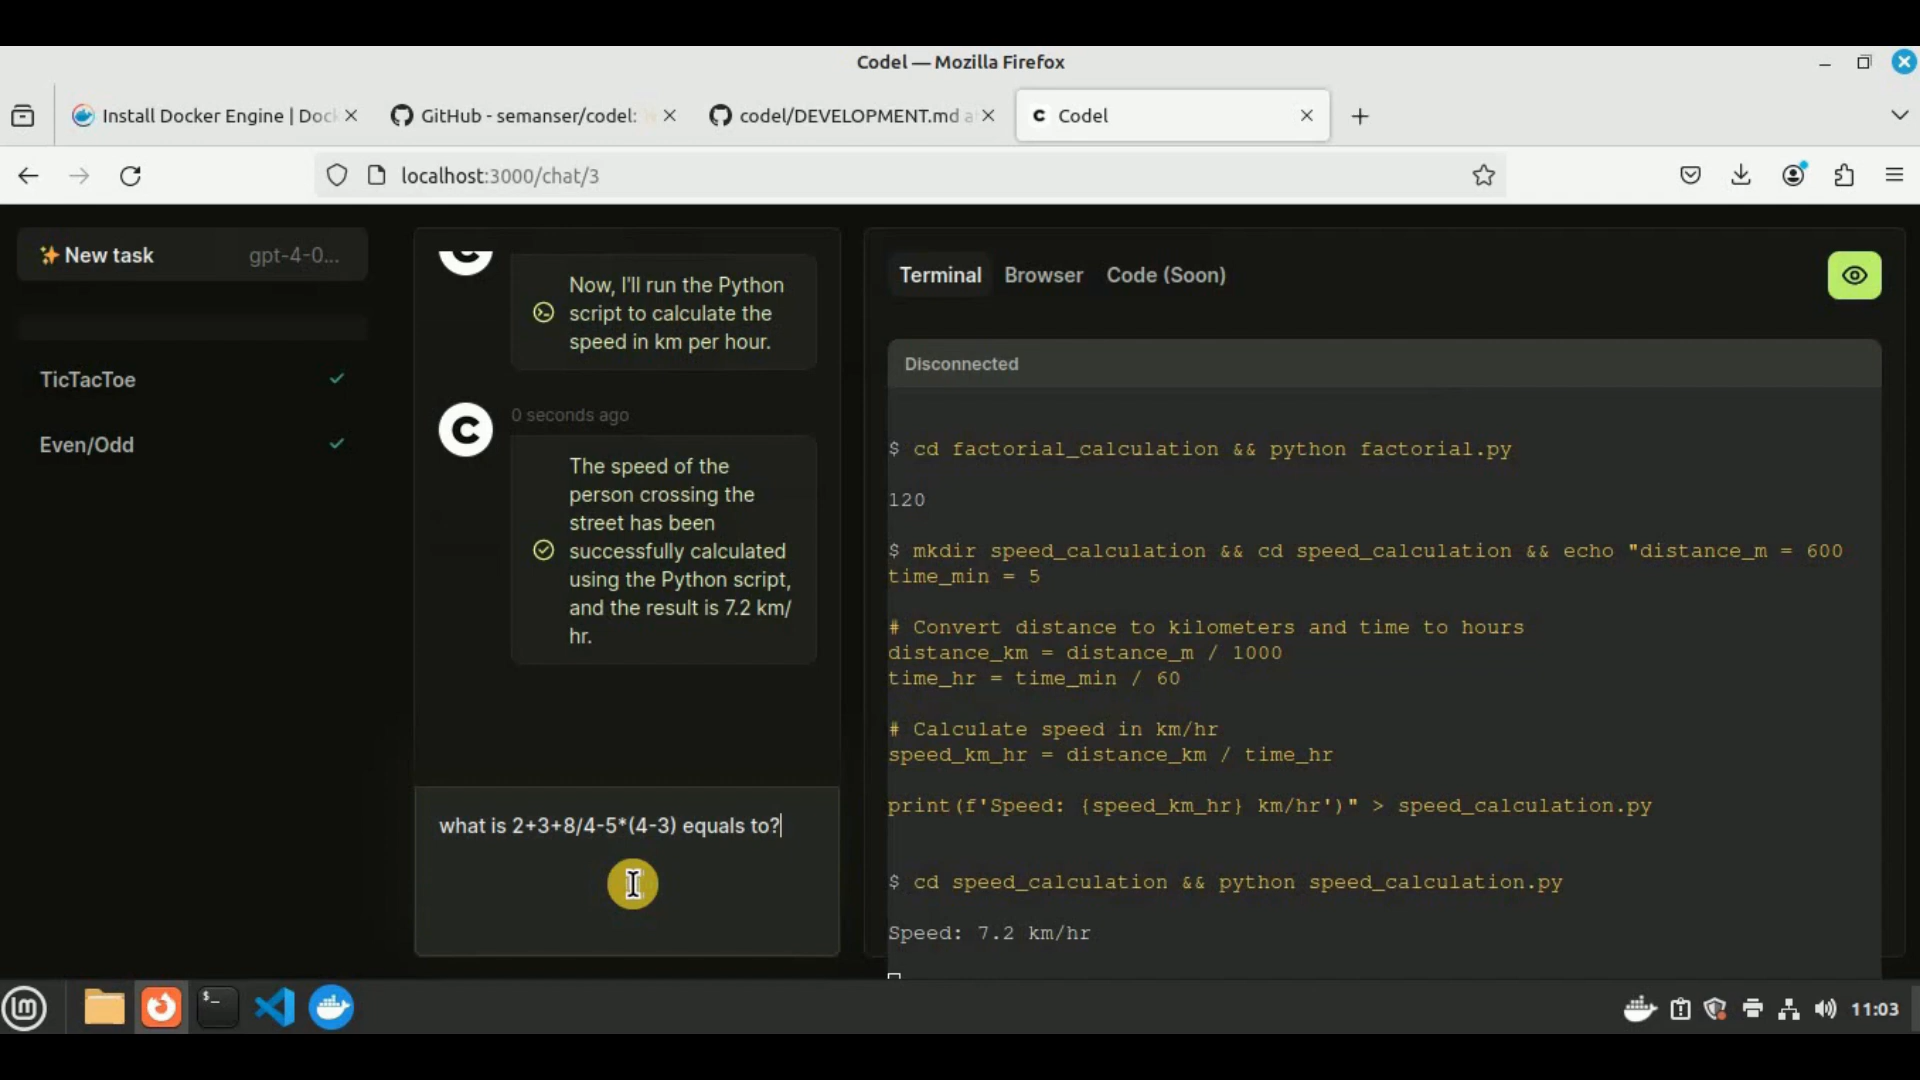 Codel — Mozilla Firefox
Install Docker Engine | Dock
GitHub - semanser/codel:
codel/DEVELOPMENT.md a
C Codel
localhost:3000/chat/3
✨ New task gpt-4-0...
TicTacToe
Even/Odd
Now, I'll run the Python
script to calculate the
speed in km per hour.
C
0 seconds ago
The speed of the
person crossing the
street has been
successfully calculated
using the Python script,
and the result is 7.2 km/
hr.
what is 2+3+8/4-5*(4-3) equals to?
Terminal Browser Code (Soon)
Disconnected
$ cd factorial_calculation && python factorial.py
120
$ mkdir speed_calculation && cd speed_calculation && echo "distance_m = 600
time_min = 5
# Convert distance to kilometers and time to hours
distance_km = distance_m / 1000
time_hr = time_min / 60
# Calculate speed in km/hr
speed_km_hr = distance_km / time_hr
print(f'Speed: {speed_km_hr} km/hr')" > speed_calculation.py
$ cd speed_calculation && python speed_calculation.py
Speed: 7.2 km/hr
11:03